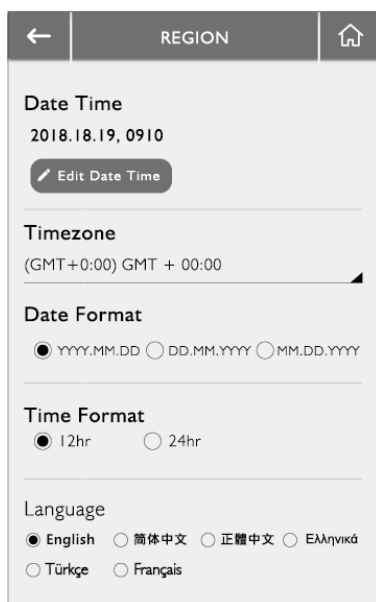 REGION
Date Time
2018.18.19, 0910
Edit Date Time
Timezone
(GMT+0:00) GMT + 00:00
Date Format
YYYY.MM.DD DD.MM.YYYY MM.DD.YYYY
Time Format
12hr 24hr
Language
English 简体中文 正體中文 Ελληνικά
Türkçe Français